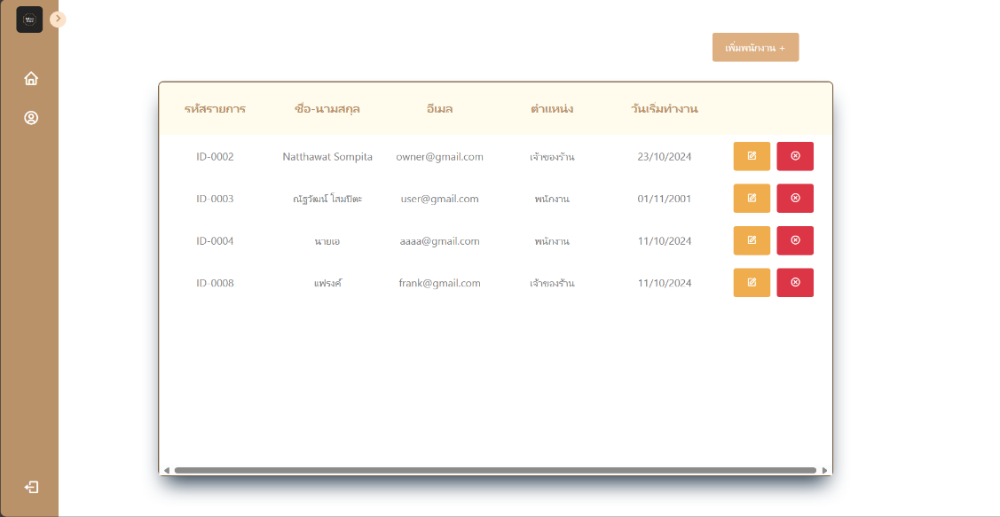 เพิ่มพนักงาน +
รหัสรายการ ชื่อ-นามสกุล อีเมล ตำแหน่ง วันเริ่มทำงาน
ID-0002 Natthawat Sompita owner@gmail.com เจ้าของร้าน 23/10/2024
ID-0003 ณัฐวัฒน์ โสมปิตะ user@gmail.com พนักงาน 01/11/2001
ID-0004 นายเอ aaaa@gmail.com พนักงาน 11/10/2024
ID-0008 แฟรงค์ frank@gmail.com เจ้าของร้าน 11/10/2024